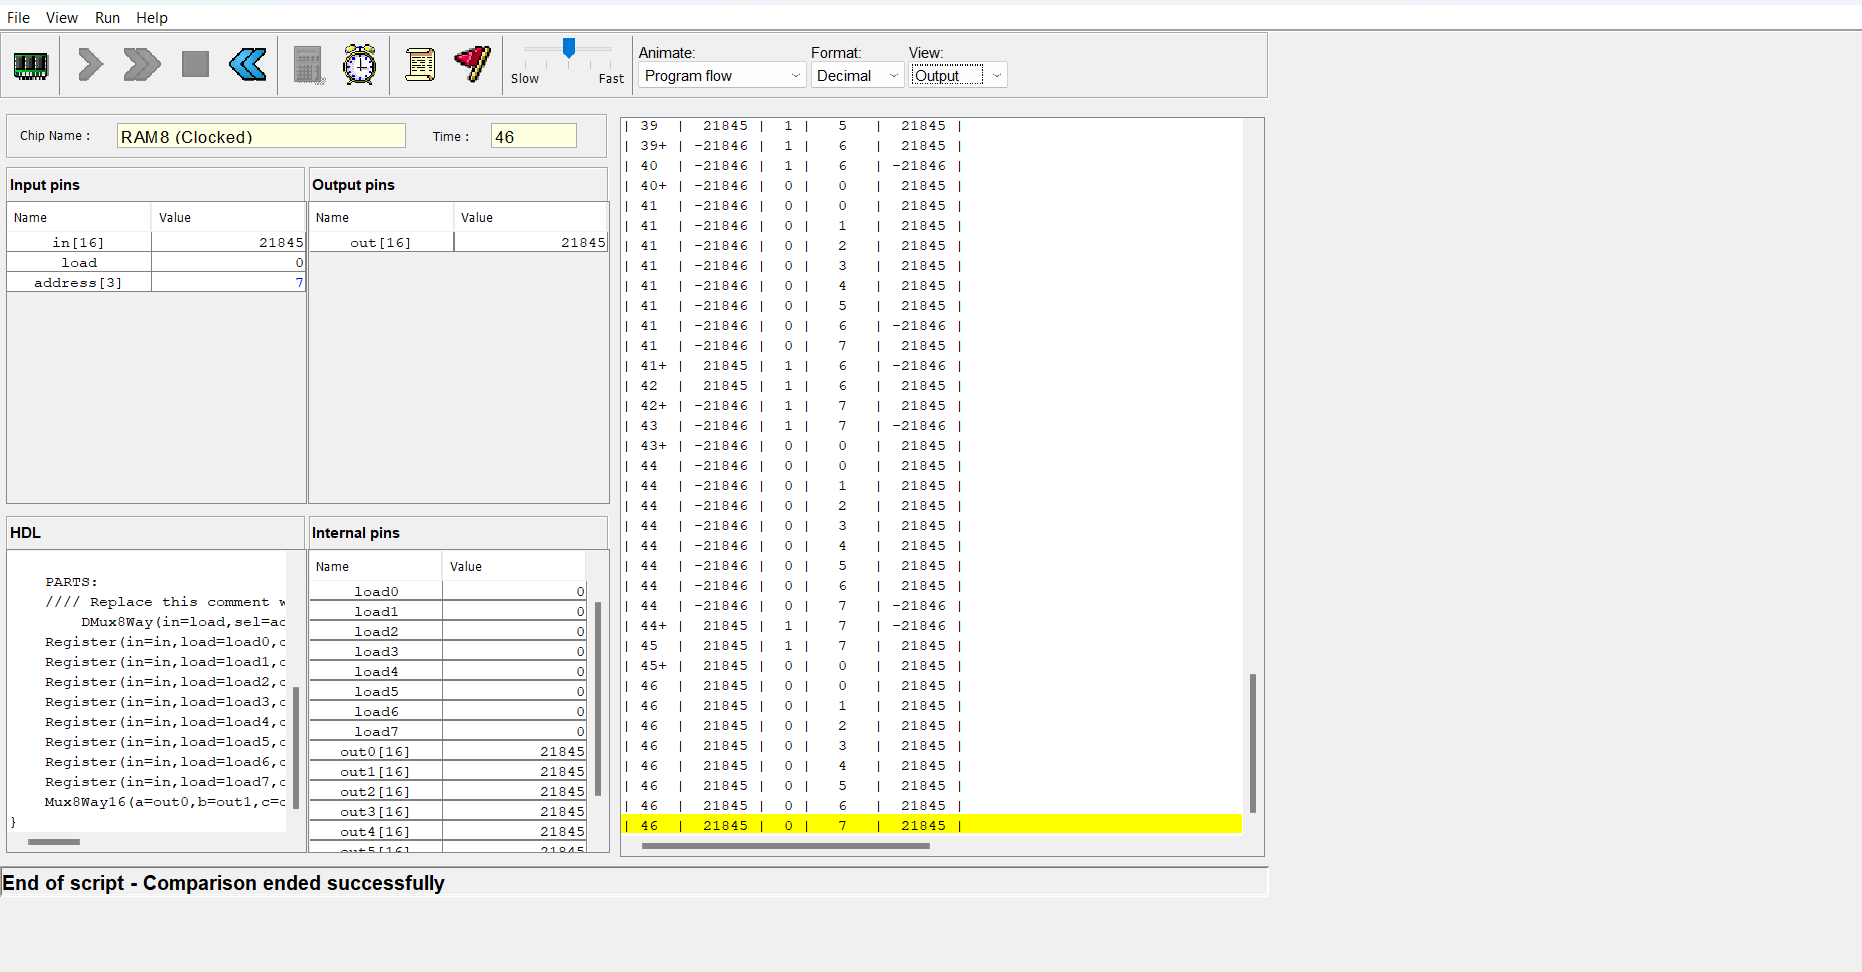 File View Run Help
Slow Fast
Animate: Format: View:
Program flow Decimal Output
Chip Name : RAM8 (Clocked) Time : 46
Input pins
Name Value
in[16] 21845
load 0
address[3] 7
Output pins
Name Value
out[16] 21845
HDL
PARTS:
//// Replace this comment w
DMux8Way(in=load,sel=ad
Register(in=in,load=load0,o
Register(in=in,load=load1,o
Register(in=in,load=load2,o
Register(in=in,load=load3,o
Register(in=in,load=load4,o
Register(in=in,load=load5,o
Register(in=in,load=load6,o
Register(in=in,load=load7,o
Mux8Way16(a=out0,b=out1,c=o
}
Internal pins
Name Value
load0 0
load1 0
load2 0
load3 0
load4 0
load5 0
load6 0
load7 0
out0[16] 21845
out1[16] 21845
out2[16] 21845
out3[16] 21845
out4[16] 21845
out5[16] 21845
| 39 | 21845 | 1 | 5 | 21845 |
| 39+ | -21846 | 1 | 6 | 21845 |
| 40 | -21846 | 1 | 6 | -21846 |
| 40+ | -21846 | 0 | 0 | 21845 |
| 41 | -21846 | 0 | 0 | 21845 |
| 41 | -21846 | 0 | 1 | 21845 |
| 41 | -21846 | 0 | 2 | 21845 |
| 41 | -21846 | 0 | 3 | 21845 |
| 41 | -21846 | 0 | 4 | 21845 |
| 41 | -21846 | 0 | 5 | 21845 |
| 41 | -21846 | 0 | 6 | -21846 |
| 41 | -21846 | 0 | 7 | 21845 |
| 41+ | 21845 | 1 | 6 | -21846 |
| 42 | 21845 | 1 | 6 | 21845 |
| 42+ | -21846 | 1 | 7 | 21845 |
| 43 | -21846 | 1 | 7 | -21846 |
| 43+ | -21846 | 0 | 0 | 21845 |
| 44 | -21846 | 0 | 0 | 21845 |
| 44 | -21846 | 0 | 1 | 21845 |
| 44 | -21846 | 0 | 2 | 21845 |
| 44 | -21846 | 0 | 3 | 21845 |
| 44 | -21846 | 0 | 4 | 21845 |
| 44 | -21846 | 0 | 5 | 21845 |
| 44 | -21846 | 0 | 6 | 21845 |
| 44 | -21846 | 0 | 7 | -21846 |
| 44+ | 21845 | 1 | 7 | -21846 |
| 45 | 21845 | 1 | 7 | 21845 |
| 45+ | 21845 | 0 | 0 | 21845 |
| 46 | 21845 | 0 | 0 | 21845 |
| 46 | 21845 | 0 | 1 | 21845 |
| 46 | 21845 | 0 | 2 | 21845 |
| 46 | 21845 | 0 | 3 | 21845 |
| 46 | 21845 | 0 | 4 | 21845 |
| 46 | 21845 | 0 | 5 | 21845 |
| 46 | 21845 | 0 | 6 | 21845 |
| 46 | 21845 | 0 | 7 | 21845 |
End of script - Comparison ended successfully